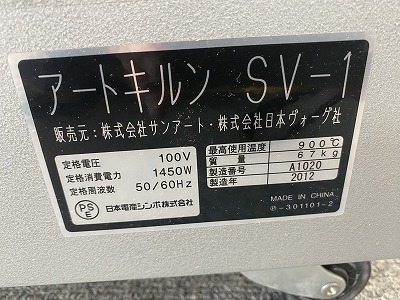 アートキルン SV-1
販売元：株式会社サンアート・株式会社日本ヴォーグ社
定格電圧 100V
定格消費電力 1450W
定格周波数 50/60Hz
最高使用温度 900℃
質量 67kg
製造番号 A1020
製造年 2012
PSE 日本電産シンポ株式会社
MADE IN CHINA
Ⓟ-301101-2